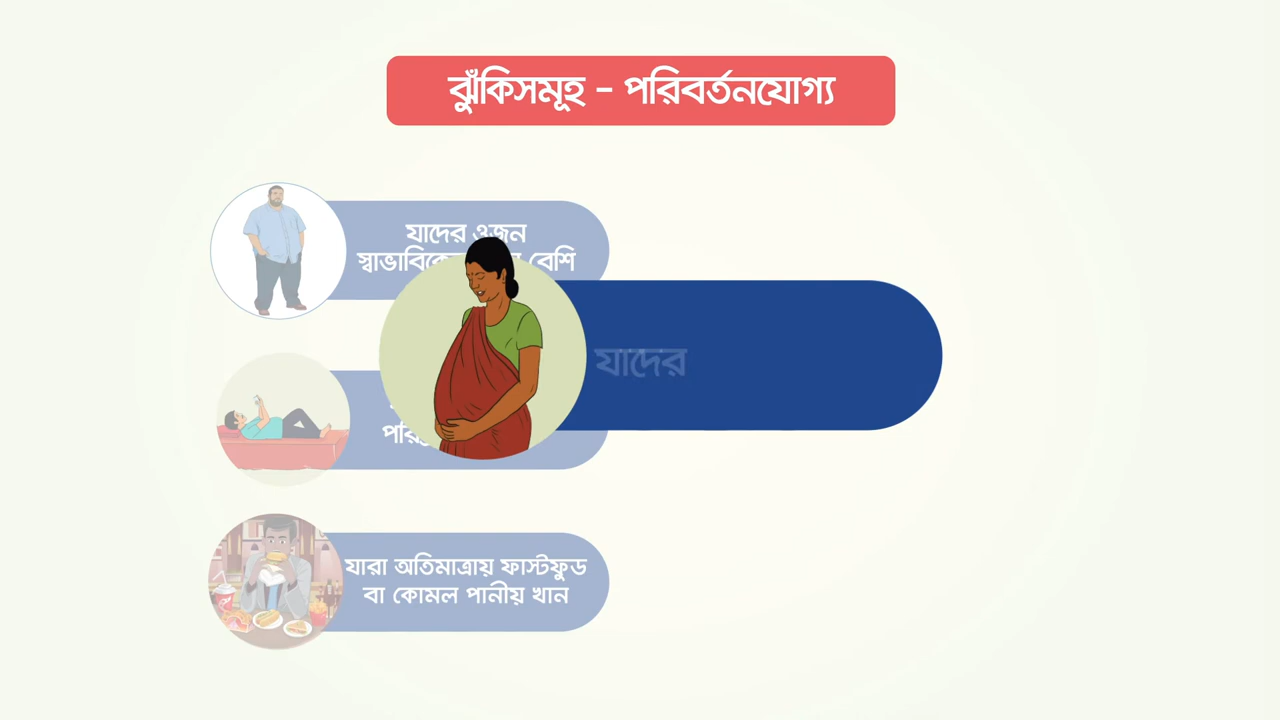 ঝুঁকিসমূহ - পরিবর্তনযোগ্য
যাদের ওজন
বেশি
যাদের
যারা অতিমাত্রায় ফাস্টফুড
বা কোমল পানীয় খান